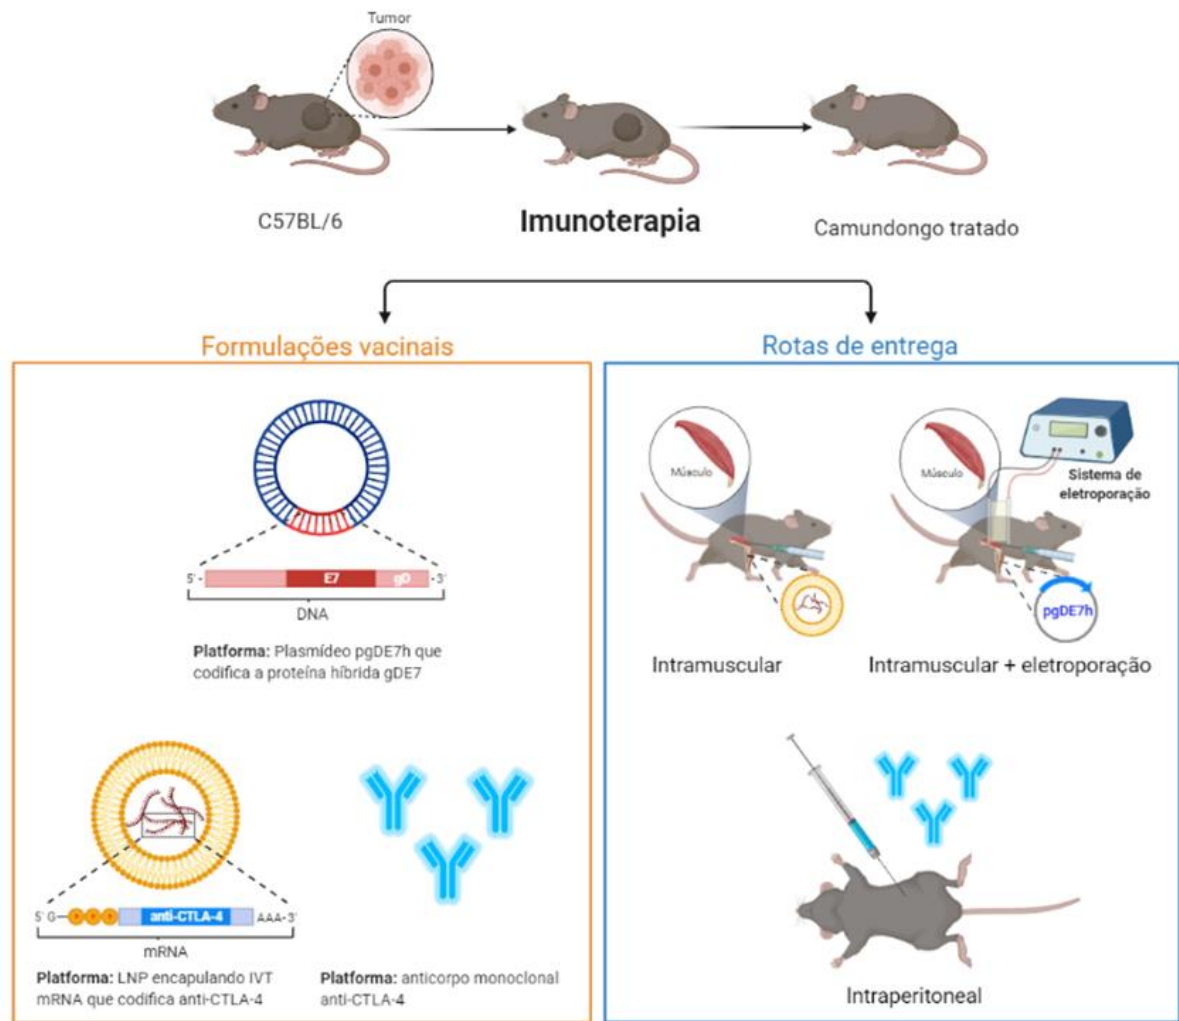 Tumor
C57BL/6
Imunoterapia
Camundongo tratado
Formulações vacinais
5'
E7
gD
3'
DNA
Platforma: Plasmídeo pgDE7h que
codifica a proteína híbrida gDE7
5' G
anti-CTLA-4
AAA-3'
mRNA
Platforma: LNP encapulando IVT
mRNA que codifica anti-CTLA-4
Platforma: anticorpo monoclonal
anti-CTLA-4
Rotas de entrega
Músculo
Intramuscular
Músculo
Sistema de
eletroporação
pgDE7h
Intramuscular + eletroporação
Intraperitoneal